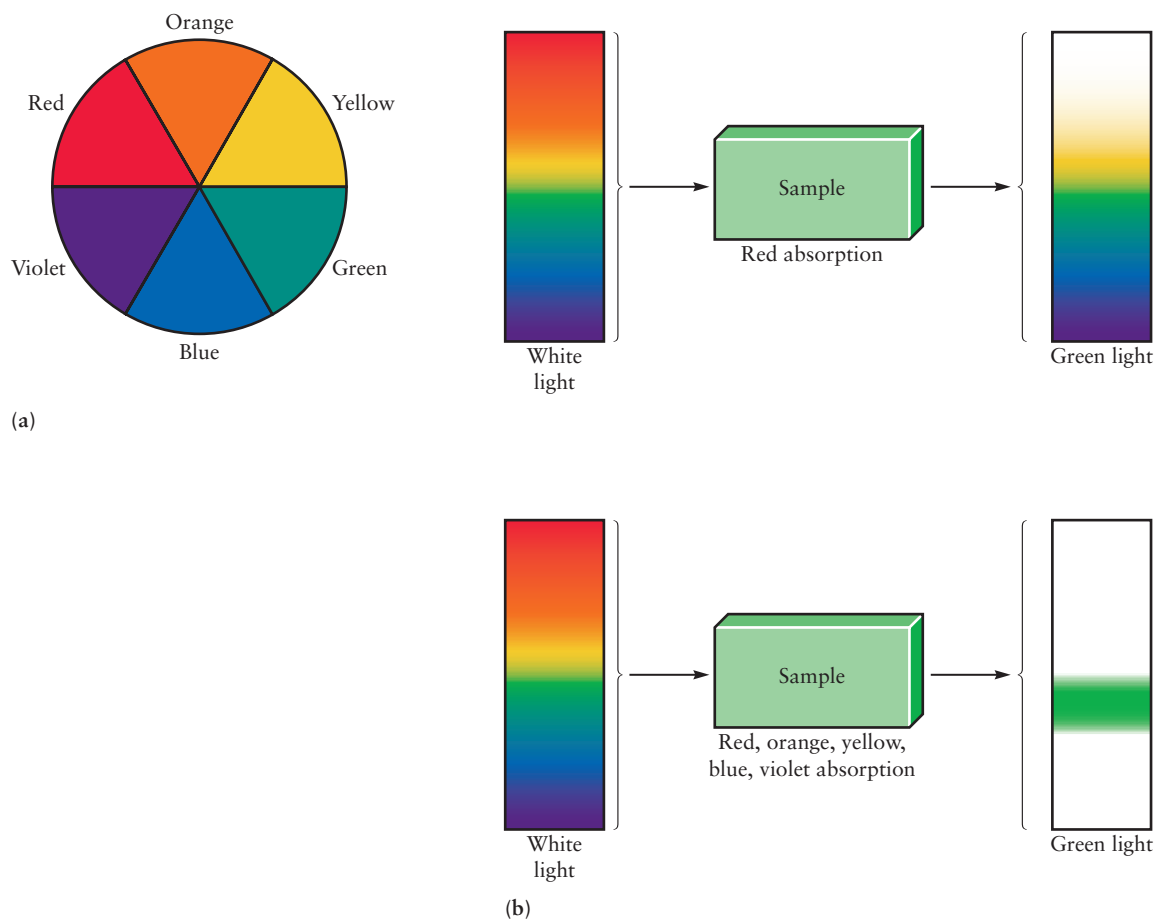 Orange
Red
Yellow
Violet
Green
Blue
(a)
Sample
Red absorption
White
light
Green light
Sample
Red, orange, yellow,
blue, violet absorption
White
light
Green light
(b)